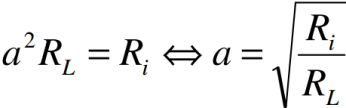 a²R_L = R_i ⇔ a = √(R_i / R_L)